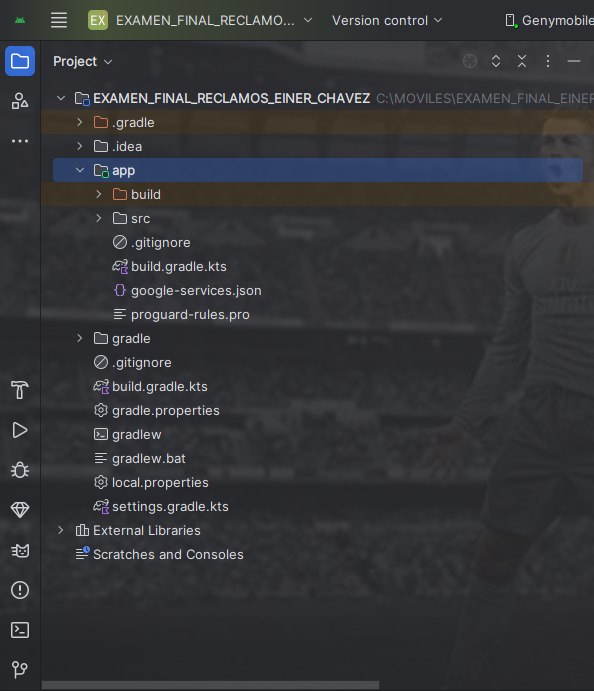 EX EXAMEN_FINAL_RECLAMO... Version control Genymobile
Project
EXAMEN_FINAL_RECLAMOS_EINER_CHAVEZ C:\MOVILES\EXAMEN_FINAL_EINER
.gradle
.idea
app
build
src
.gitignore
build.gradle.kts
google-services.json
proguard-rules.pro
gradle
.gitignore
build.gradle.kts
gradle.properties
gradlew
gradlew.bat
local.properties
settings.gradle.kts
External Libraries
Scratches and Consoles